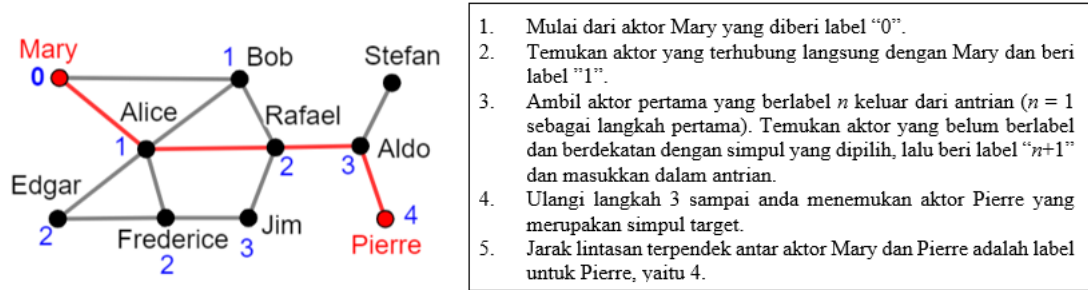 Mary
0
1 Bob
Stefan
Alice
Rafael
1
2
3
Aldo
Edgar
2
Frederice
2
Jim
3
4
Pierre
1. Mulai dari aktor Mary yang diberi label “0”.
2. Temukan aktor yang terhubung langsung dengan Mary dan beri
label ”1”.
3. Ambil aktor pertama yang berlabel n keluar dari antrian (n = 1
sebagai langkah pertama). Temukan aktor yang belum berlabel
dan berdekatan dengan simpul yang dipilih, lalu beri label “n+1”
dan masukkan dalam antrian.
4. Ulangi langkah 3 sampai anda menemukan aktor Pierre yang
merupakan simpul target.
5. Jarak lintasan terpendek antar aktor Mary dan Pierre adalah label
untuk Pierre, yaitu 4.